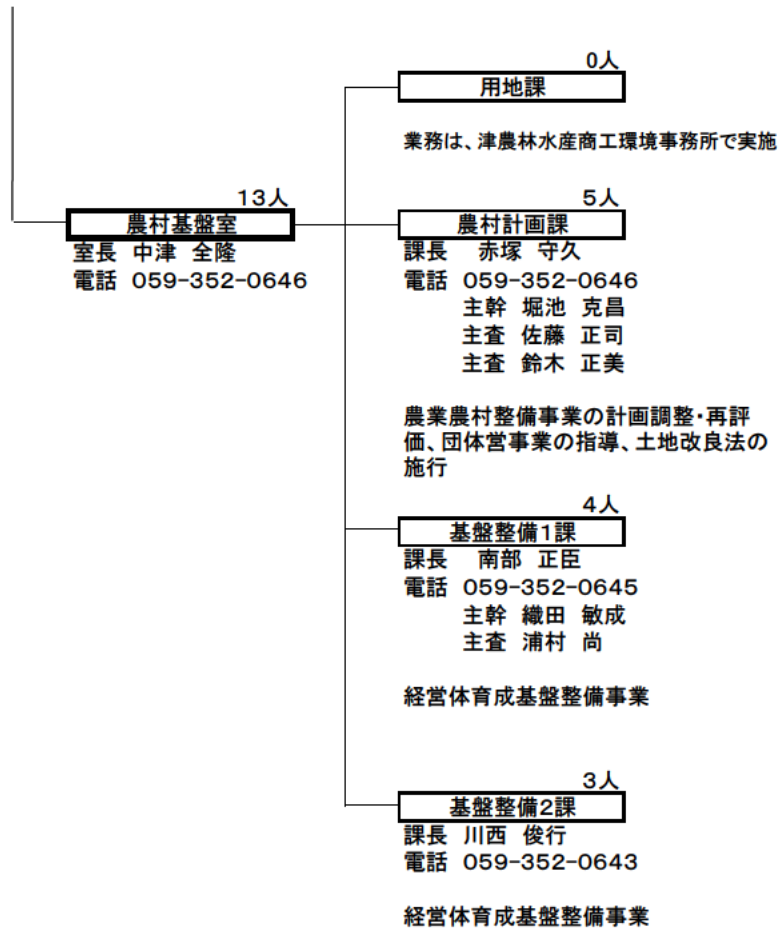 13人
農村基盤室
室長 中津 全隆
電話 059-352-0646
0人
用地課
業務は、津農林水産商工環境事務所で実施
5人
農村計画課
課長 赤塚 守久
電話 059-352-0646
主幹 堀池 克昌
主査 佐藤 正司
主査 鈴木 正美
農業農村整備事業の計画調整・再評
価、団体営事業の指導、土地改良法の
施行
4人
基盤整備1課
課長 南部 正臣
電話 059-352-0645
主幹 織田 敏成
主査 浦村 尚
経営体育成基盤整備事業
3人
基盤整備2課
課長 川西 俊行
電話 059-352-0643
経営体育成基盤整備事業